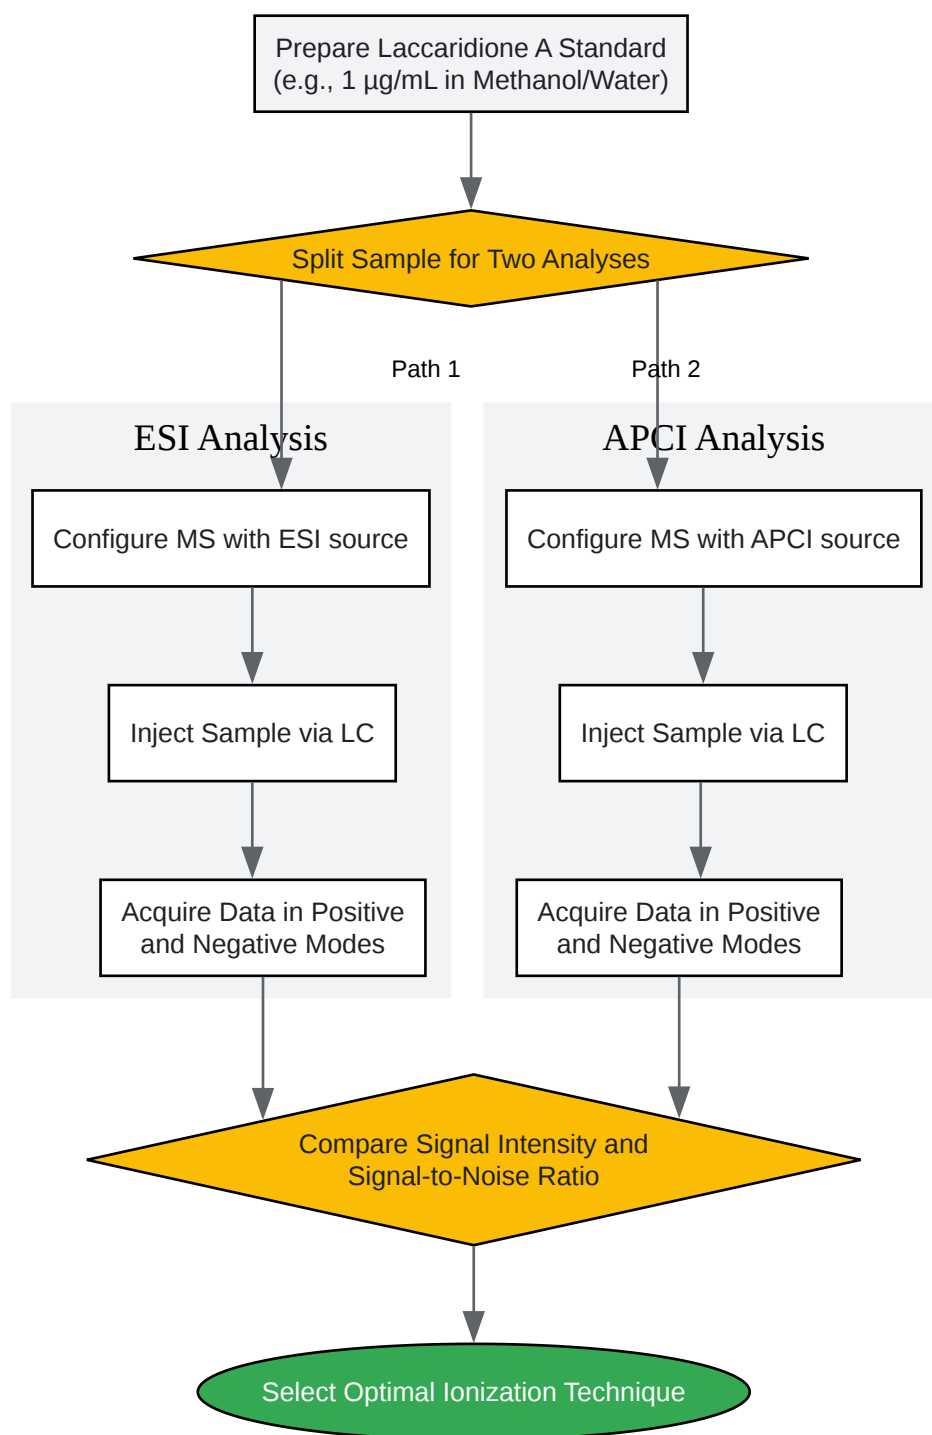 Prepare Laccaridione A Standard
(e.g., 1 µg/mL in Methanol/Water)
Split Sample for Two Analyses
Path 1
Path 2
ESI Analysis
APCI Analysis
Configure MS with ESI source
Configure MS with APCI source
Inject Sample via LC
Inject Sample via LC
Acquire Data in Positive
and Negative Modes
Acquire Data in Positive
and Negative Modes
Compare Signal Intensity and
Signal-to-Noise Ratio
Select Optimal Ionization Technique